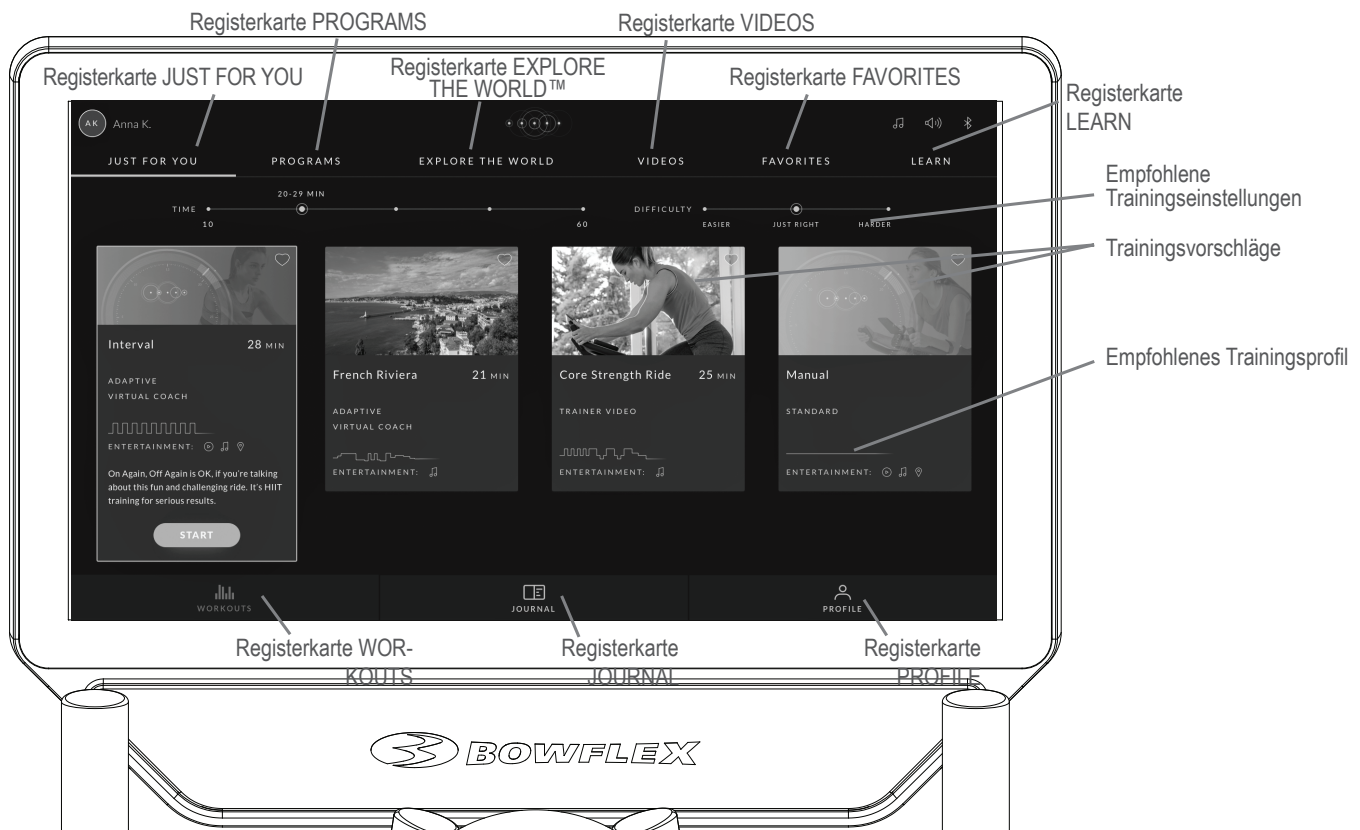 Registerkarte PROGRAMS
Registerkarte VIDEOS
Registerkarte JUST FOR YOU
Registerkarte EXPLORE
THE WORLD™
Registerkarte FAVORITES
Registerkarte
LEARN
AK
Anna K.
JUST FOR YOU
PROGRAMS
EXPLORE THE WORLD
VIDEOS
FAVORITES
LEARN
Empfohlene
Trainingseinstellungen
20-29 MIN
TIME
10
60
DIFFICULTY
EASIER
JUST RIGHT
HARDER
Trainingsvorschläge
Interval
28 MIN
ADAPTIVE
VIRTUAL COACH
ENTERTAINMENT:
On Again, Off Again is OK, if you're talking
about this fun and challenging ride. It's HIIT
training for serious results.
START
French Riviera
21 MIN
ADAPTIVE
VIRTUAL COACH
ENTERTAINMENT:
Core Strength Ride
25 MIN
TRAINER VIDEO
ENTERTAINMENT:
Manual
STANDARD
ENTERTAINMENT:
Empfohlenes Trainingsprofil
WORKOUTS
JOURNAL
PROFILE
Registerkarte WOR-
KOUTS
Registerkarte
JOURNAL
Registerkarte
PROFILE
BOWFLEX